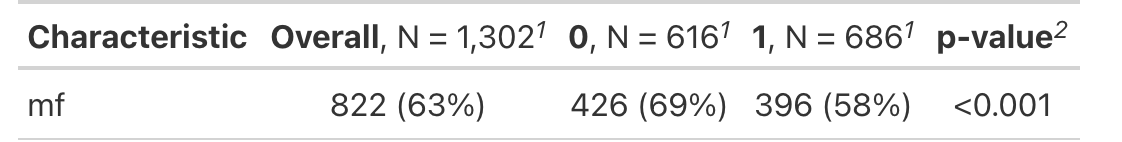 Characteristic Overall, N = 1,302¹ 0, N = 616¹ 1, N = 686¹ p-value²
mf 822 (63%) 426 (69%) 396 (58%) <0.001